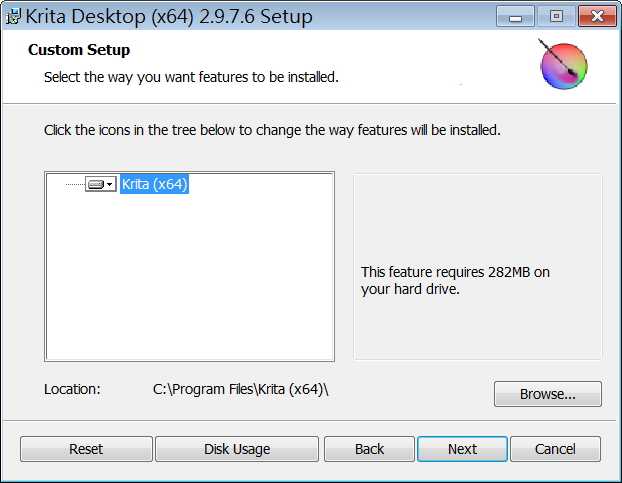 Krita Desktop (x64) 2.9.7.6 Setup
Custom Setup
Select the way you want features to be installed.
Click the icons in the tree below to change the way features will be installed.
Krita (x64)
This feature requires 282MB on
your hard drive.
Location: C:\Program Files\Krita (x64)\
Browse...
Reset Disk Usage Back Next Cancel